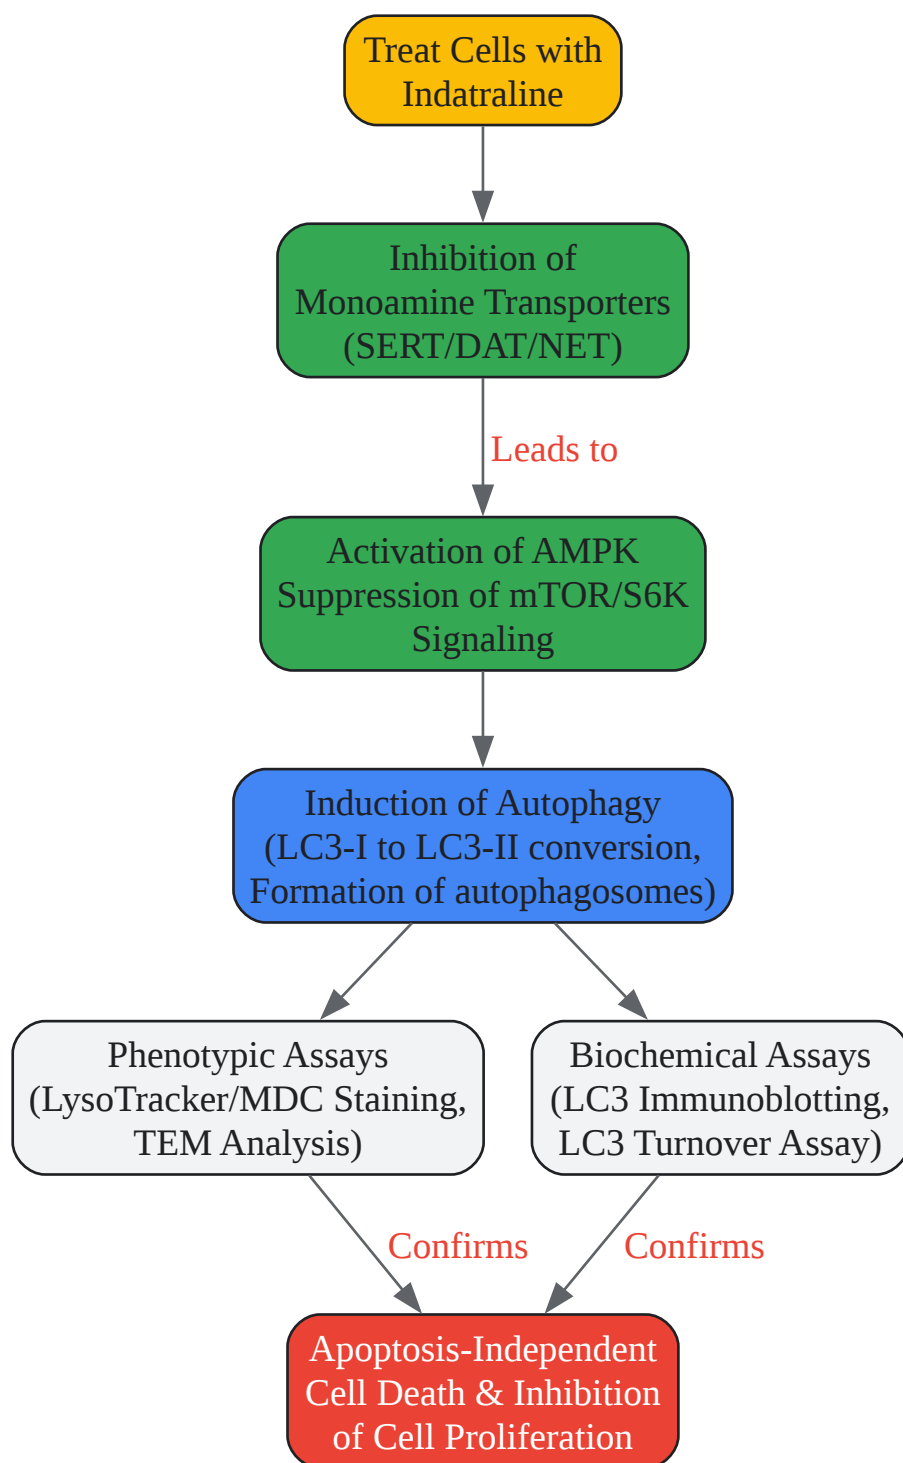 Treat Cells with
Indatraline
Inhibition of
Monoamine Transporters
(SERT/DAT/NET)
Leads to
Activation of AMPK
Suppression of mTOR/S6K
Signaling
Induction of Autophagy
(LC3-I to LC3-II conversion,
Formation of autophagosomes)
Phenotypic Assays
(LysoTracker/MDC Staining,
TEM Analysis)
Biochemical Assays
(LC3 Immunoblotting,
LC3 Turnover Assay)
Confirms
Confirms
Apoptosis-Independent
Cell Death & Inhibition
of Cell Proliferation